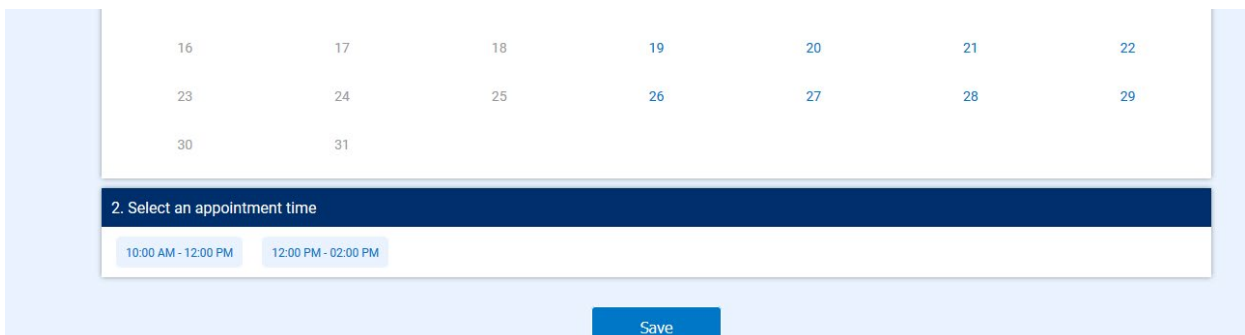 16 17 18 19 20 21 22
23 24 25 26 27 28 29
30 31
2. Select an appointment time
10:00 AM - 12:00 PM 12:00 PM - 02:00 PM
Save